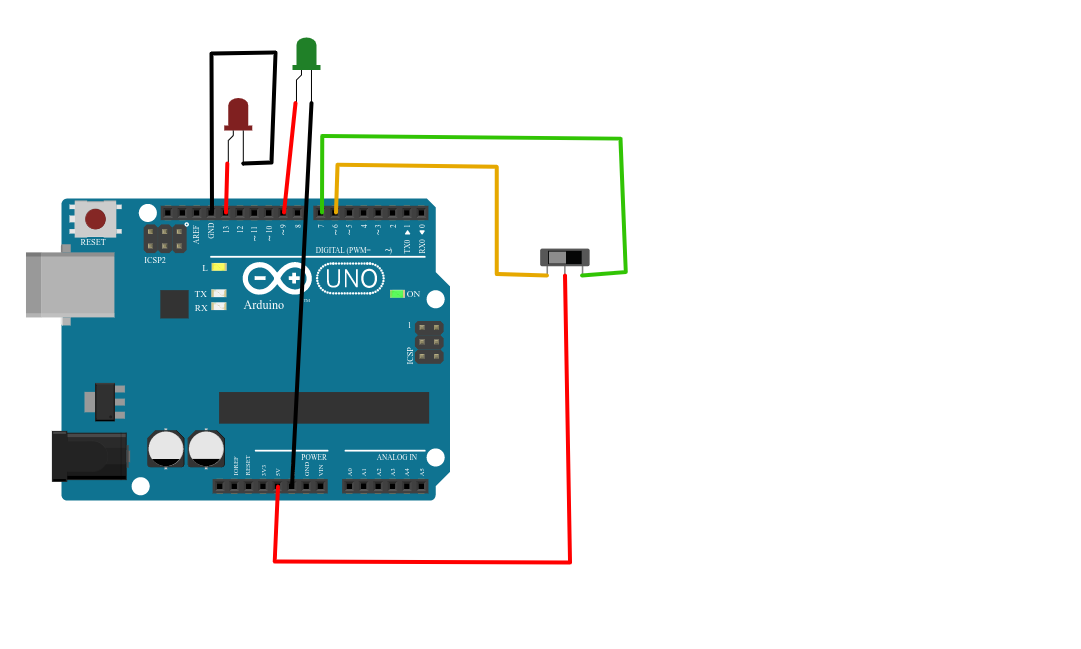 RESET
ICSP2
AREF
GND
13
12
~ 11
~ 10
~ 9
8
7
~ 6
~ 5
4
~ 3
2
TX0 1
RX0 0
DIGITAL (PWM= ~)
L
TX
RX
UNO
TM
Arduino
ON
1
ICSP
POWER
ANALOG IN
IOREF
RESET
3V3
5V
GND
VIN
A0
A1
A2
A3
A4
A5